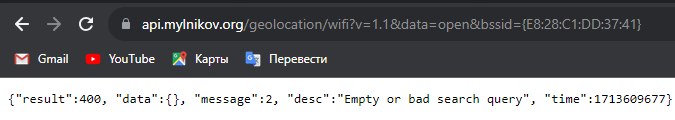 api.mylnikov.org/geolocation/wifi?v=1.1&data=open&bssid={E8:28:C1:DD:37:41}
Gmail YouTube Карты Перевести
{"result":400, "data":{}, "message":2, "desc":"Empty or bad search query", "time":1713609677}